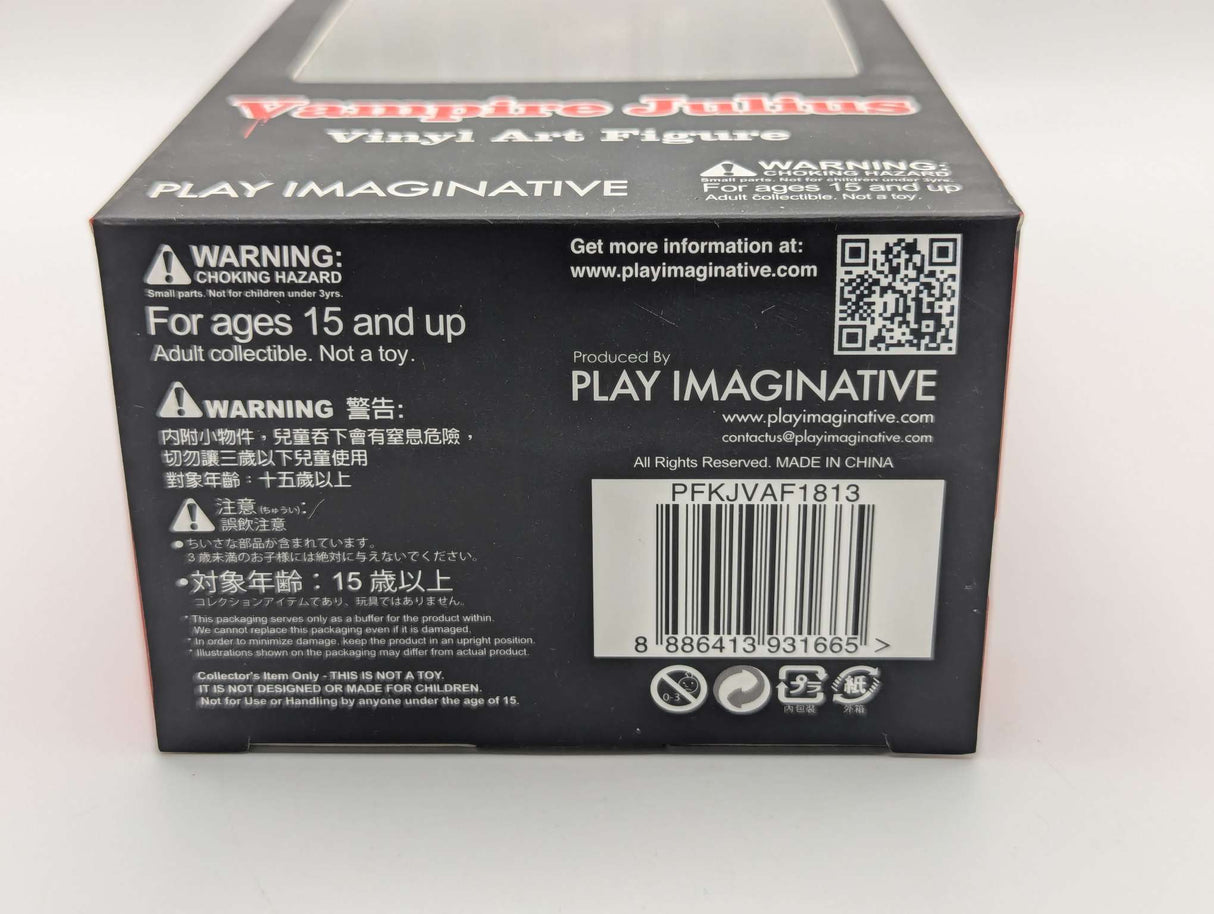 Vampire Julius
Vinyl Art Figure
PLAY IMAGINATIVE
WARNING:
CHOKING HAZARD
Small parts. Not for children under 3yrs.
For ages 15 and up
Adult collectible. Not a toy.
WARNING:
CHOKING HAZARD
Small parts. Not for children under 3yrs.
For ages 15 and up
Adult collectible. Not a toy.
WARNING 警告:
內附小物件，兒童吞下會有窒息危險，
切勿讓三歲以下兒童使用
對象年齡：十五歲以上
注意(ちゅうい):
誤飲注意
●ちいさな部品が含まれています。
3歳未満のお子様には絶対に与えないでください。
●対象年齢：15 歳以上
コレクションアイテムであり、玩具ではありません。
* This packaging serves only as a buffer for the product within.
We cannot replace this packaging even if it is damaged.
* In order to minimize damage, keep the product in an upright position.
* Illustrations shown on the packaging may differ from actual product.
Collector's Item Only - THIS IS NOT A TOY.
IT IS NOT DESIGNED OR MADE FOR CHILDREN.
Not for Use or Handling by anyone under the age of 15.
Get more information at:
www.playimaginative.com
Produced By
PLAY IMAGINATIVE
www.playimaginative.com
contactus@playimaginative.com
All Rights Reserved. MADE IN CHINA
PFKJVAF1813
8 886413 931665 >
0-3
プラ
內包裝
紙
外箱